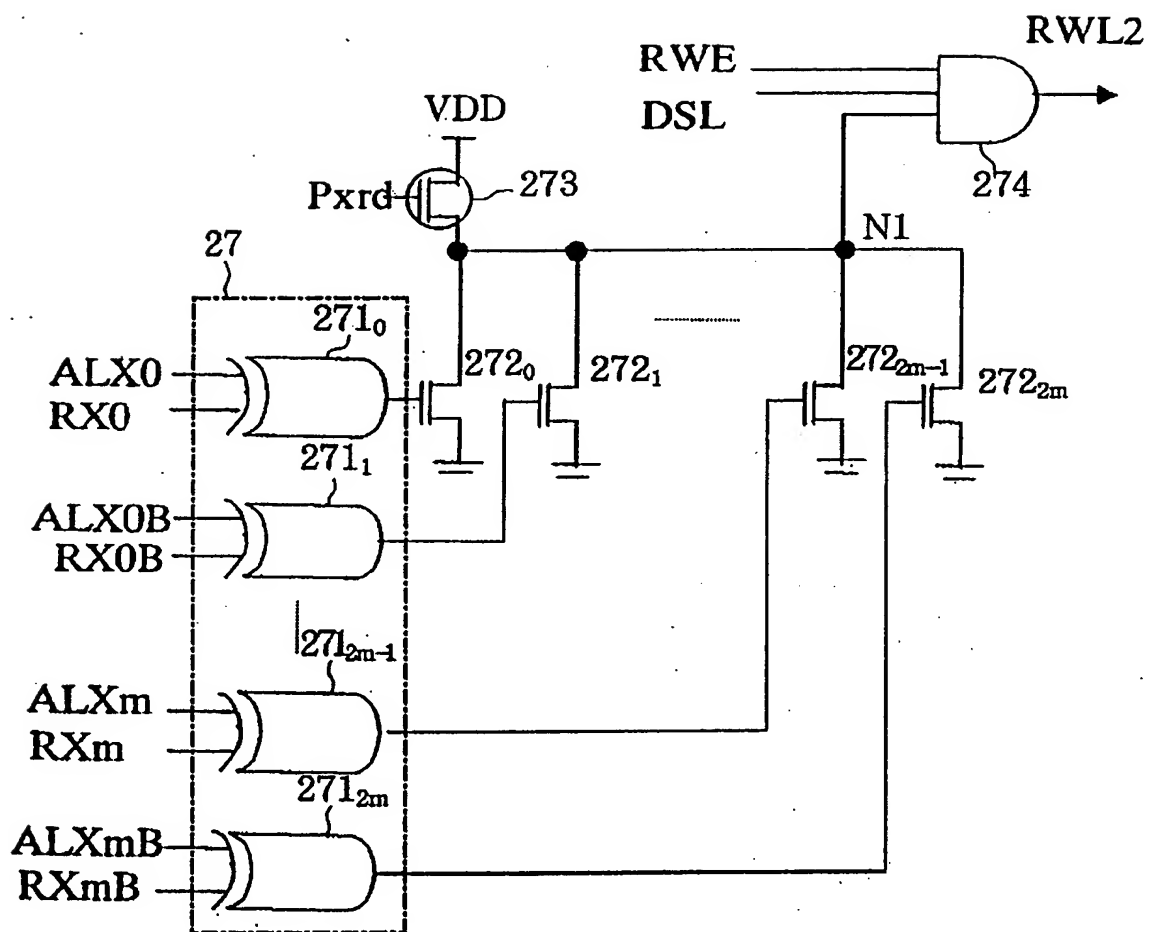 RWL2
RWE
DSL
274
VDD
Pxrd
273
N1
27
271₀
ALX0
RX0
272₀
272₁
272₂ₘ₋₁
272₂ₘ
271₁
ALX0B
RX0B
271₂ₘ₋₁
ALXm
RXm
271₂ₘ
ALXmB
RXmB